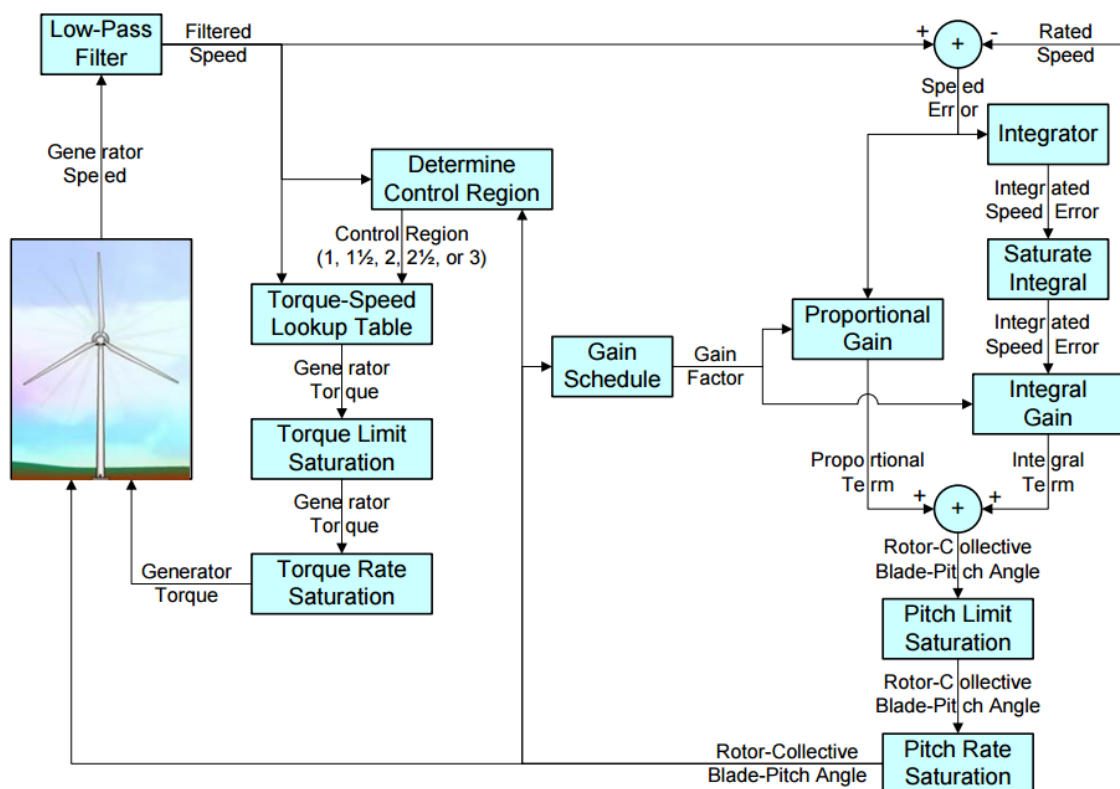 Low-Pass
Filter
Filtered
Speed
+
+
-
Rated
Speed
Speed
Error
Integrator
Generator
Speed
Determine
Control Region
Integrated
Speed Error
Control Region
(1, 1½, 2, 2½, or 3)
Saturate
Integral
Torque-Speed
Lookup Table
Proportional
Gain
Integrated
Speed Error
Gain
Schedule
Gain
Factor
Generator
Torque
Integral
Gain
Torque Limit
Saturation
Proportional
Term
Integral
Term
+
+
+
Generator
Torque
Rotor-Collective
Blade-Pitch Angle
Generator
Torque
Torque Rate
Saturation
Pitch Limit
Saturation
Rotor-Collective
Blade-Pitch Angle
Rotor-Collective
Blade-Pitch Angle
Pitch Rate
Saturation